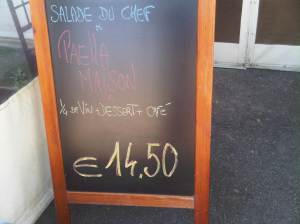 SALADE DU CHEF
PAELLA
MAISON
1/4 DE VIN + DESSERT + CAFÉ
€ 14.50